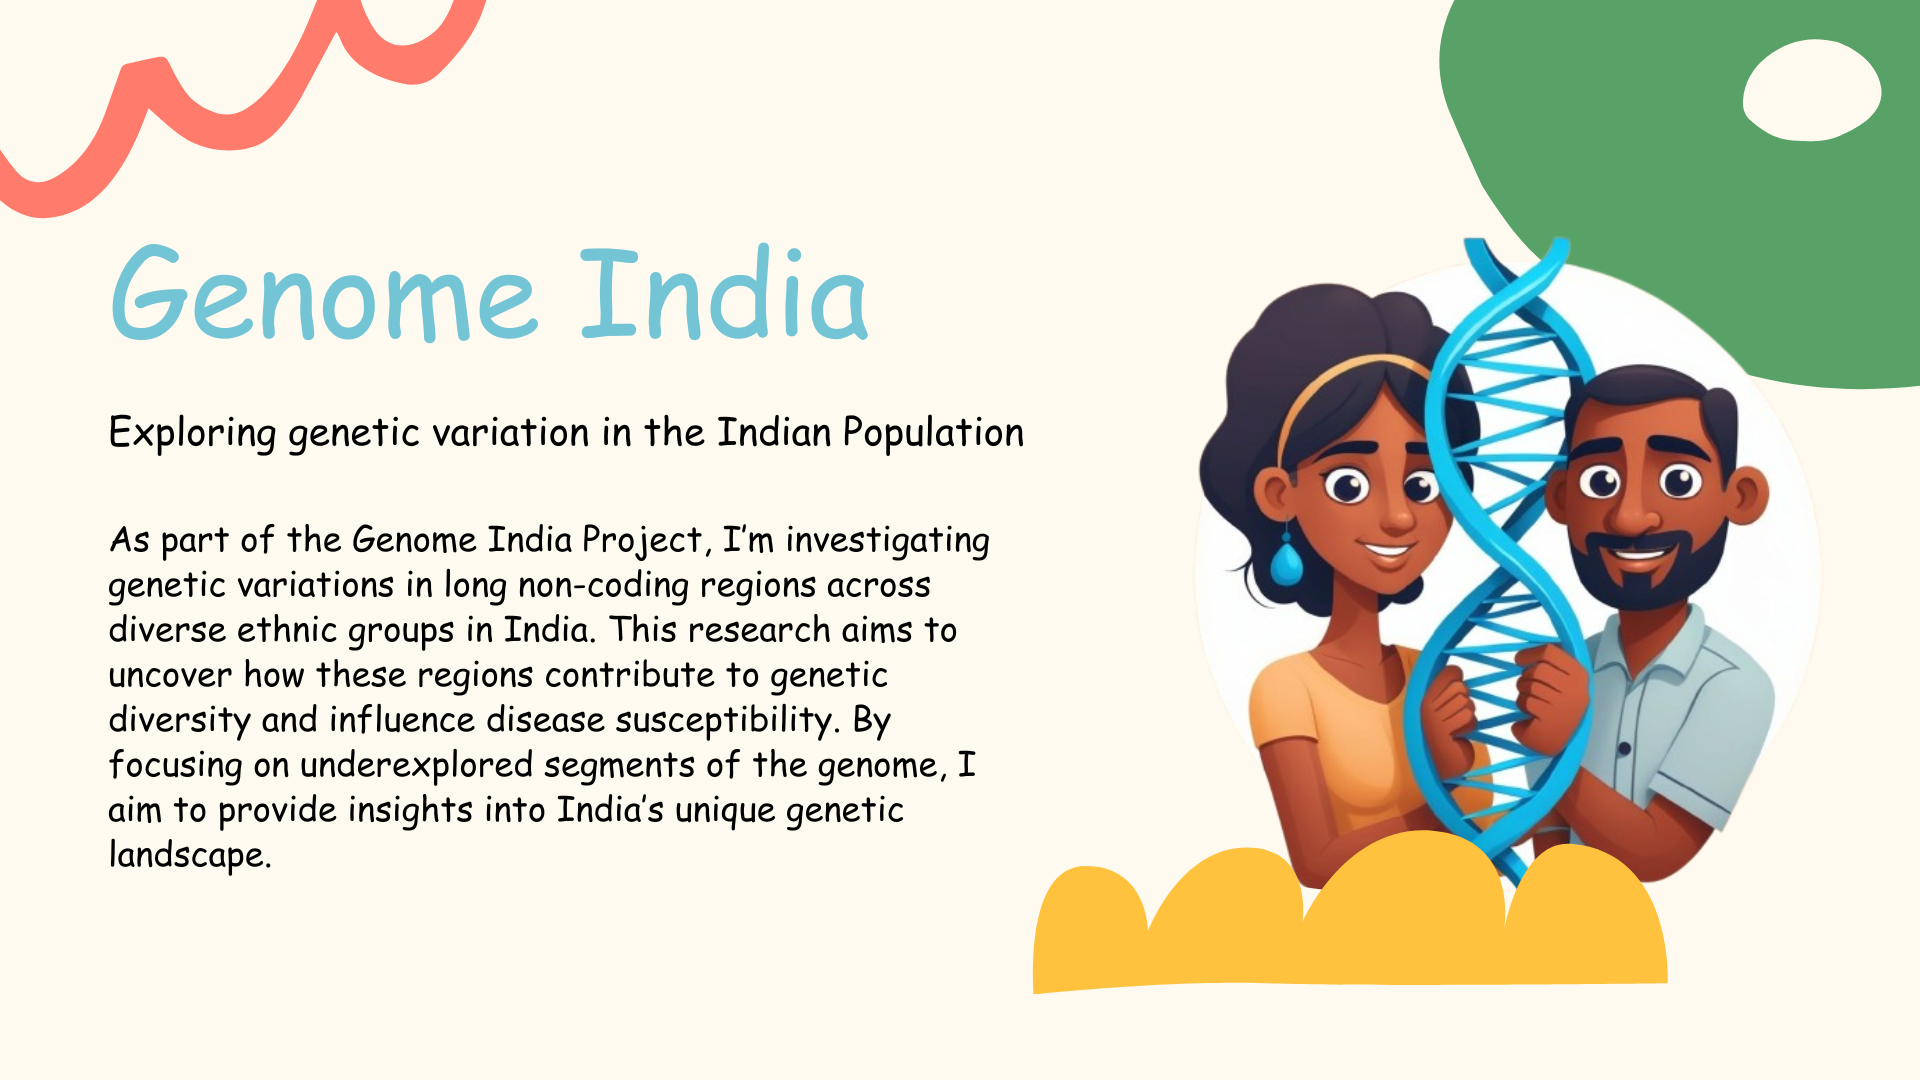 Genome India
Exploring genetic variation in the Indian Population
As part of the Genome India Project, I’m investigating
genetic variations in long non-coding regions across
diverse ethnic groups in India. This research aims to
uncover how these regions contribute to genetic
diversity and influence disease susceptibility. By
focusing on underexplored segments of the genome, I
aim to provide insights into India’s unique genetic
landscape.